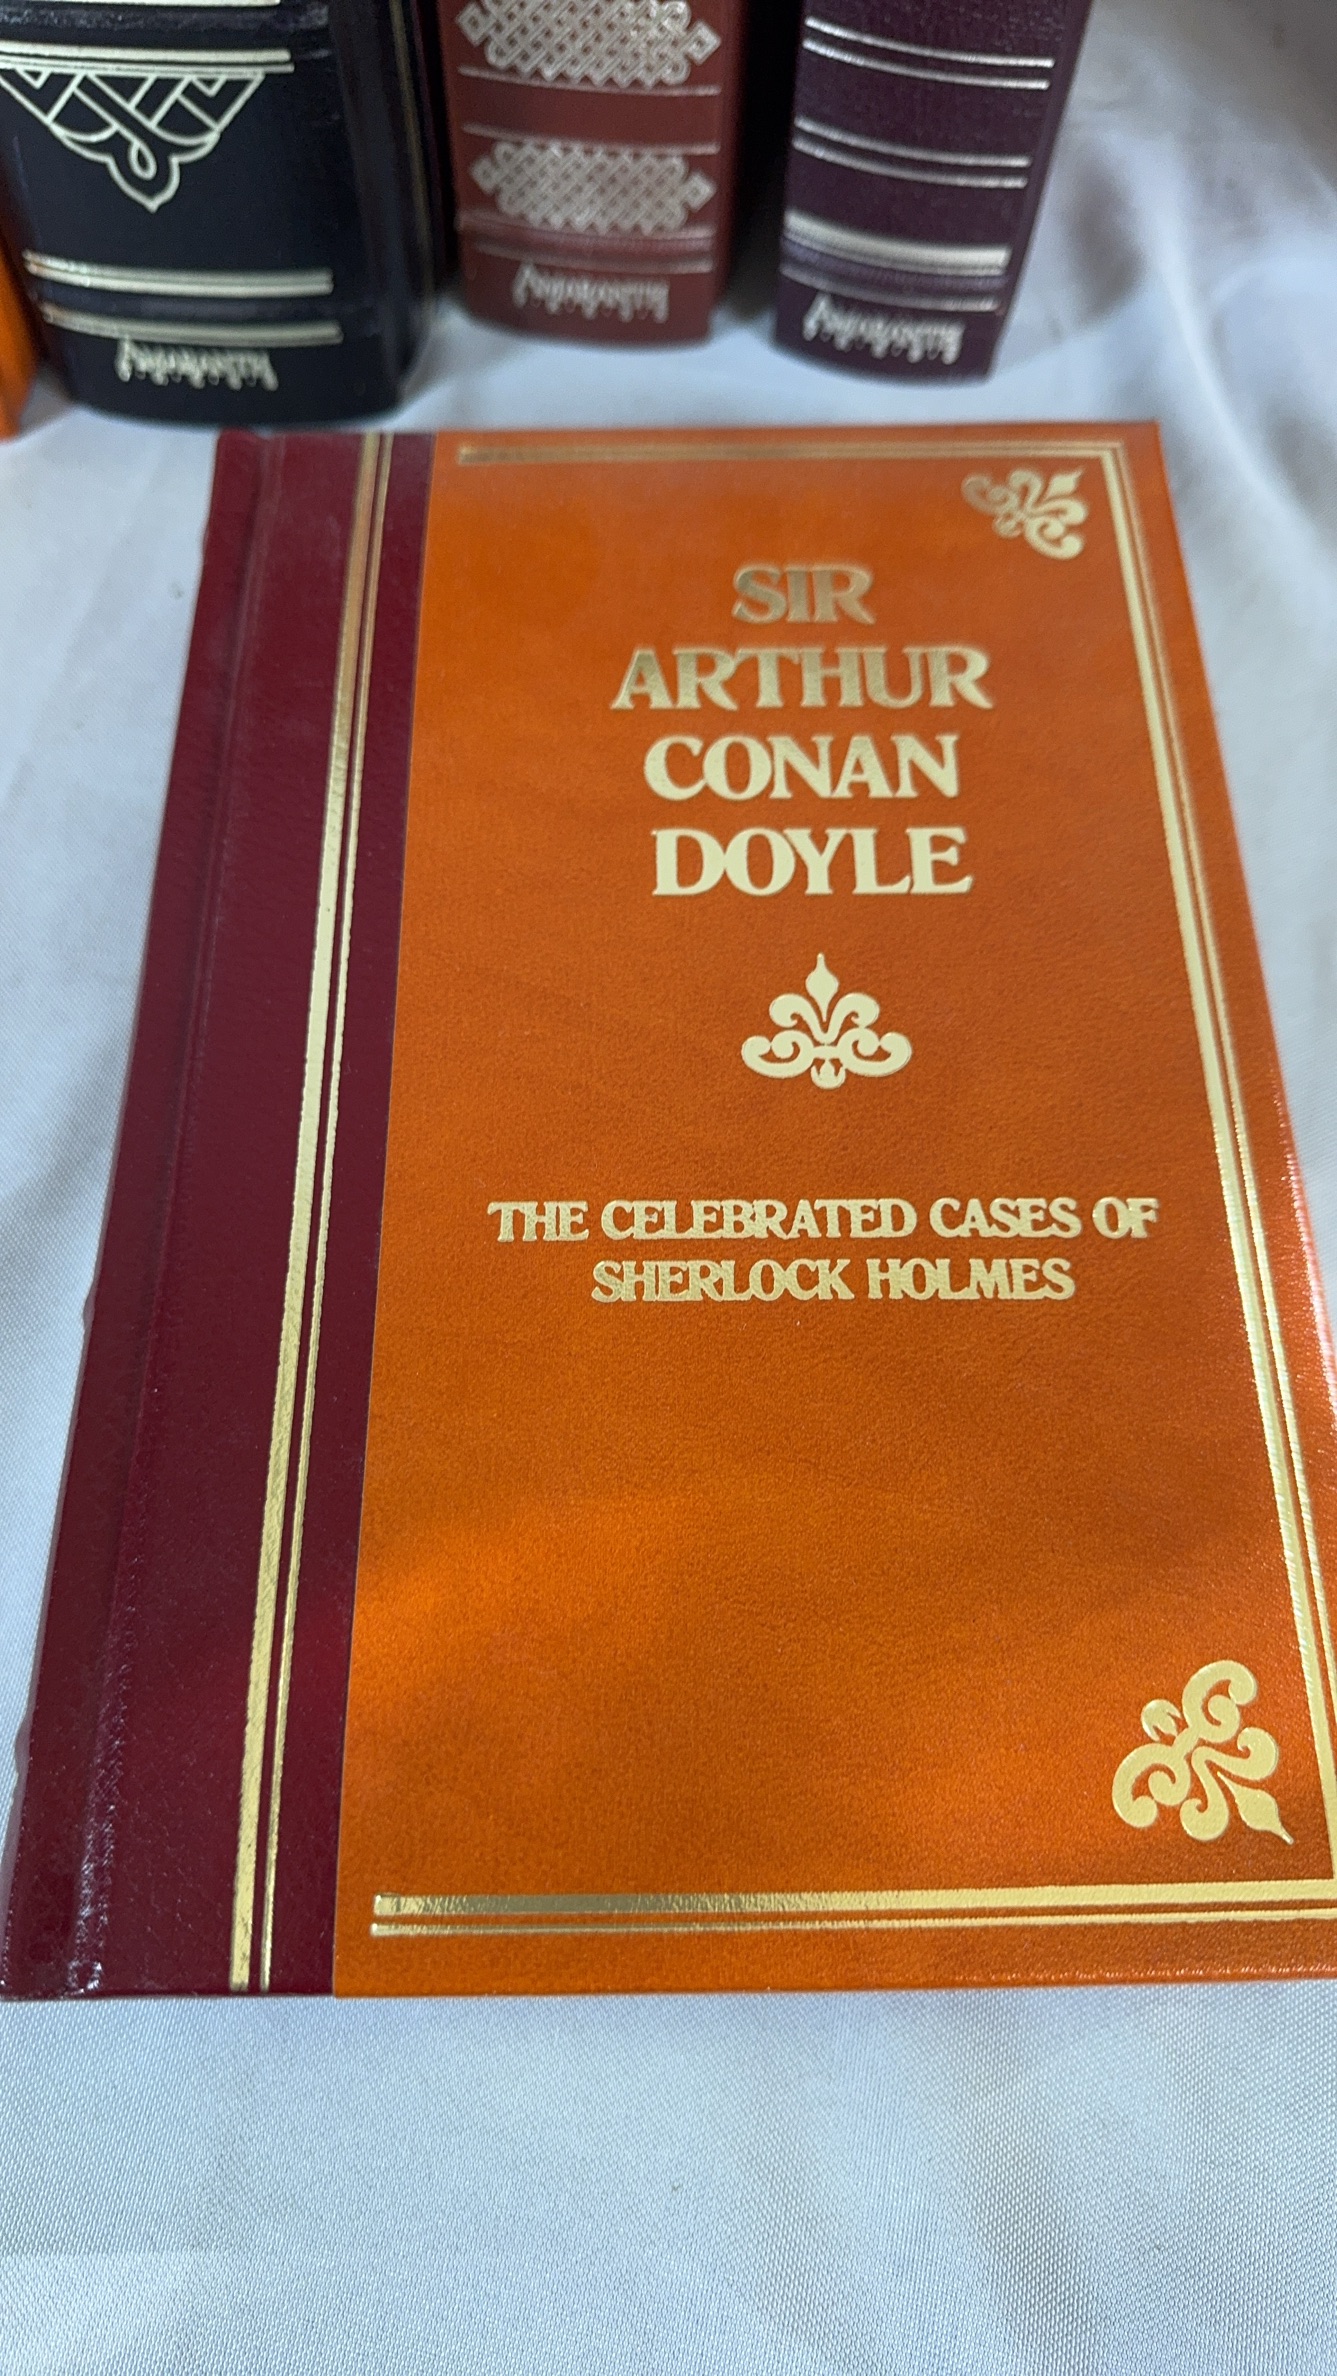 SIR
ARTHUR
CONAN
DOYLE
THE CELEBRATED CASES OF
SHERLOCK HOLMES